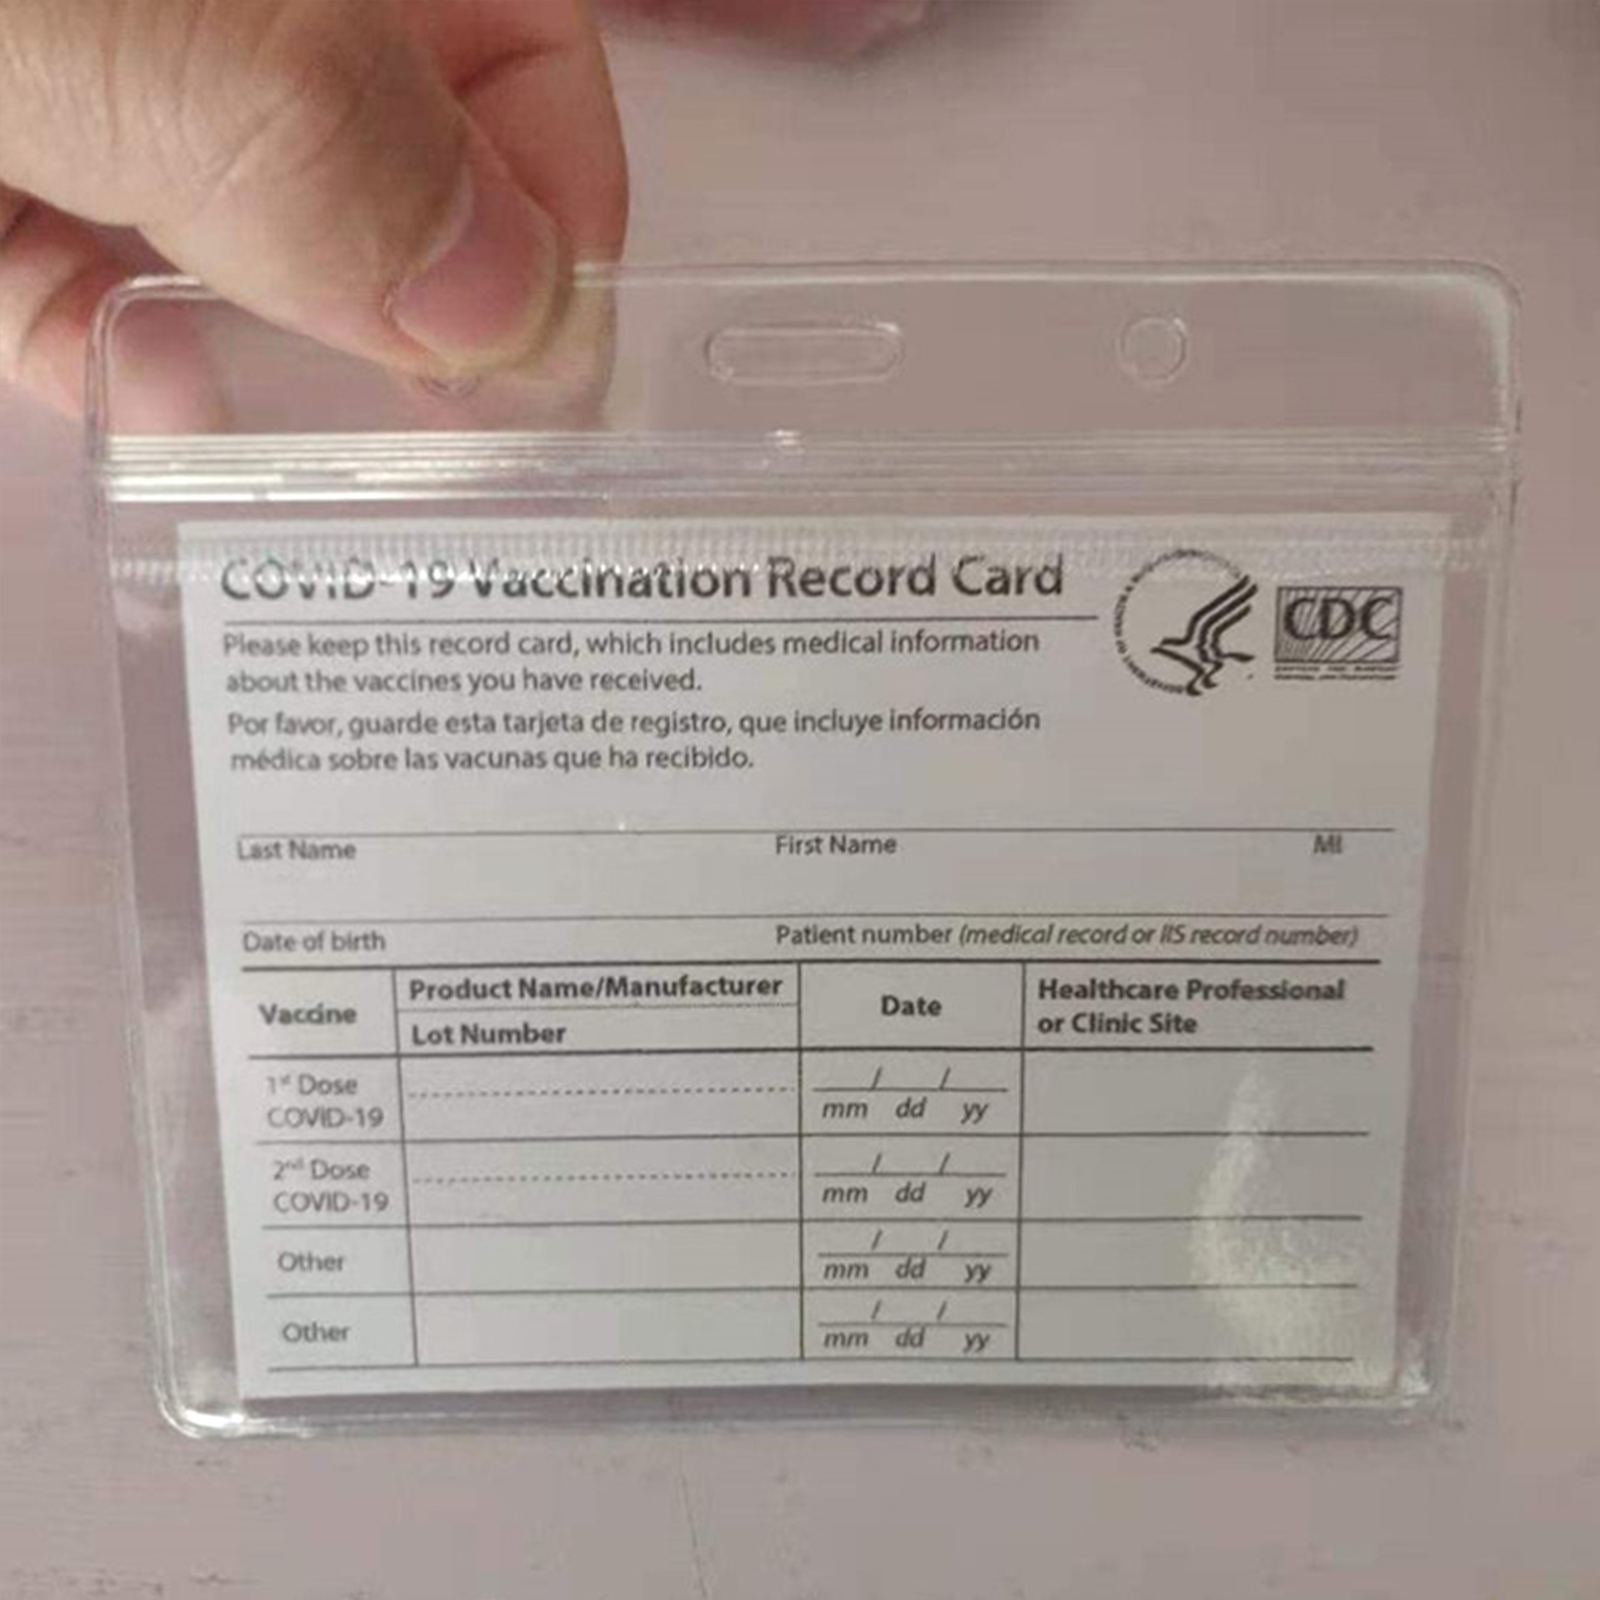 COVID-19 Vaccination Record Card
CDC
Please keep this record card, which includes medical information
about the vaccines you have received.
Por favor, guarde esta tarjeta de registro, que incluye información
médica sobre las vacunas que ha recibido.
Last Name First Name MI
Date of birth Patient number (medical record or IIS record number)
Vaccine Product Name/Manufacturer Date Healthcare Professional
Lot Number or Clinic Site
1st Dose
COVID-19
/ /
mm dd yy
2nd Dose
COVID-19
/ /
mm dd yy
Other
/ /
mm dd yy
Other
/ /
mm dd yy